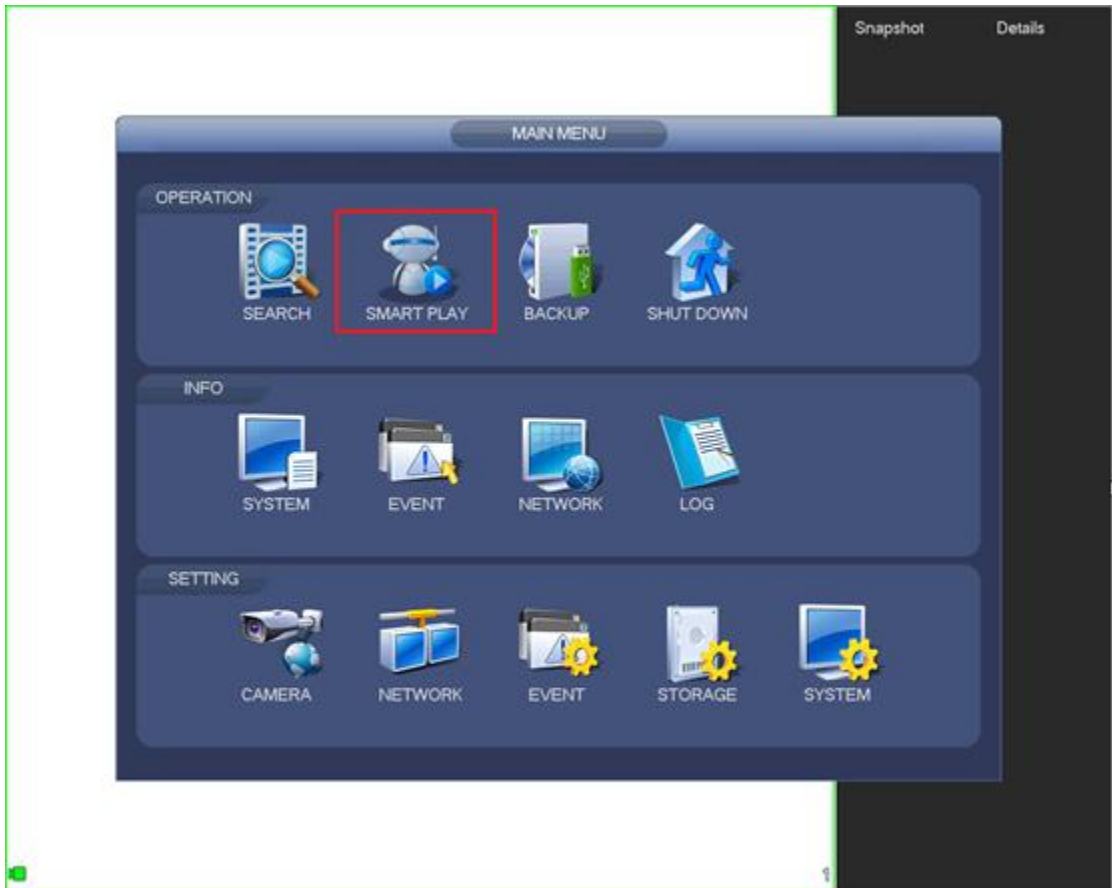 Snapshot Details
MAIN MENU
OPERATION
SEARCH SMART PLAY BACKUP SHUT DOWN
INFO
SYSTEM EVENT NETWORK LOG
SETTING
CAMERA NETWORK EVENT STORAGE SYSTEM